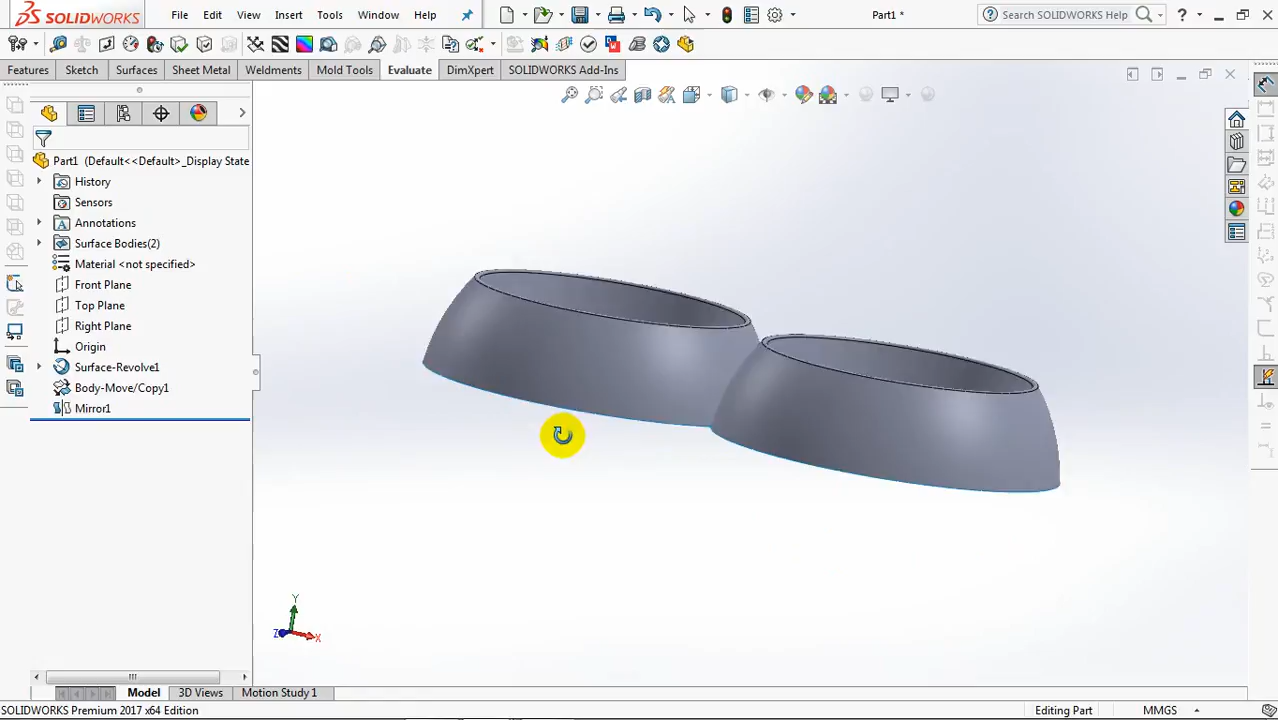 SOLIDWORKS File Edit View Insert Tools Window Help Part1 * Search SOLIDWORKS Help ?
Features Sketch Surfaces Sheet Metal Weldments Mold Tools Evaluate DimXpert SOLIDWORKS Add-Ins
Part1 (Default<<Default>_Display State
History
Sensors
Annotations
Surface Bodies(2)
Material <not specified>
Front Plane
Top Plane
Right Plane
Origin
Surface-Revolve1
Body-Move/Copy1
Mirror1
Y
Z X
Model 3D Views Motion Study 1
SOLIDWORKS Premium 2017 x64 Edition Editing Part MMGS